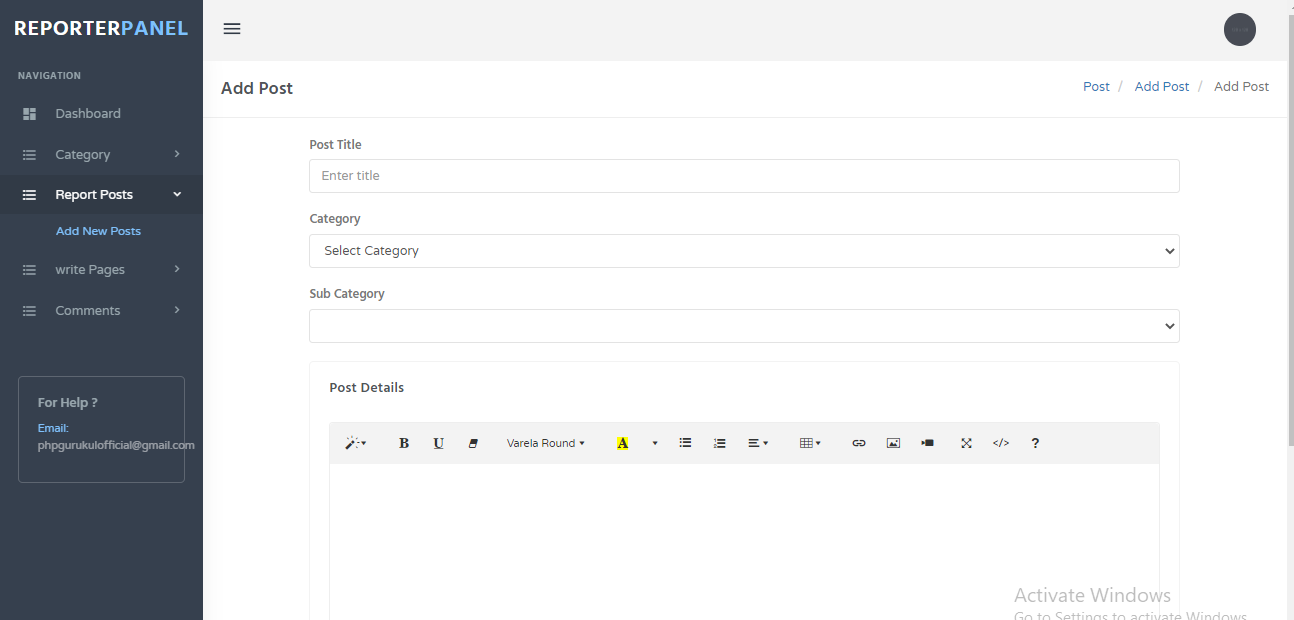 REPORTERPANEL
NAVIGATION
Dashboard
Category
Report Posts
Add New Posts
write Pages
Comments
For Help ?
Email:
phpgurukulofficial@gmail.com
Add Post
Post / Add Post / Add Post
Post Title
Enter title
Category
Select Category
Sub Category
Post Details
B U Varela Round A </> ?
Activate Windows
Go to Settings to activate Windows.